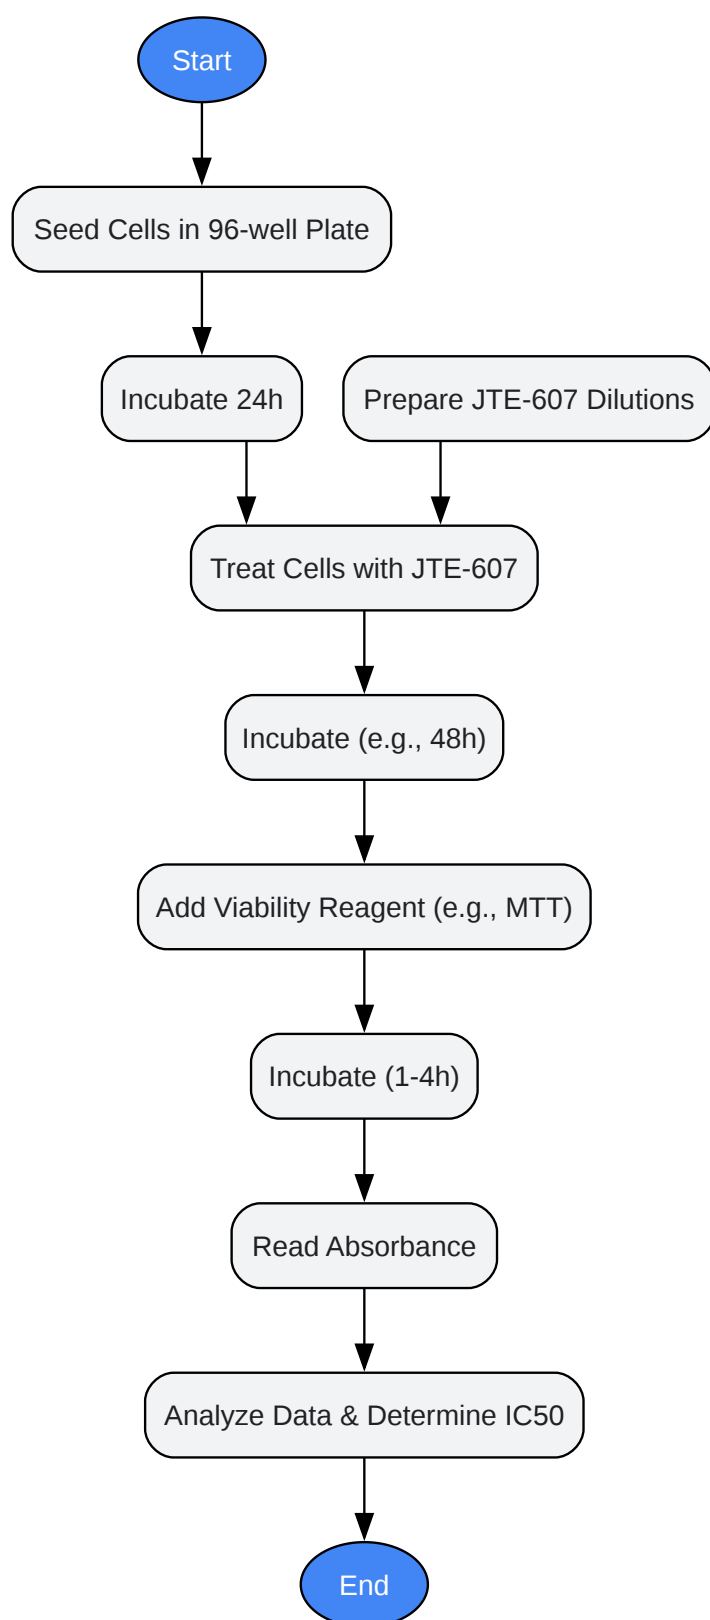 Start
Seed Cells in 96-well Plate
Incubate 24h
Prepare JTE-607 Dilutions
Treat Cells with JTE-607
Incubate (e.g., 48h)
Add Viability Reagent (e.g., MTT)
Incubate (1-4h)
Read Absorbance
Analyze Data & Determine IC50
End